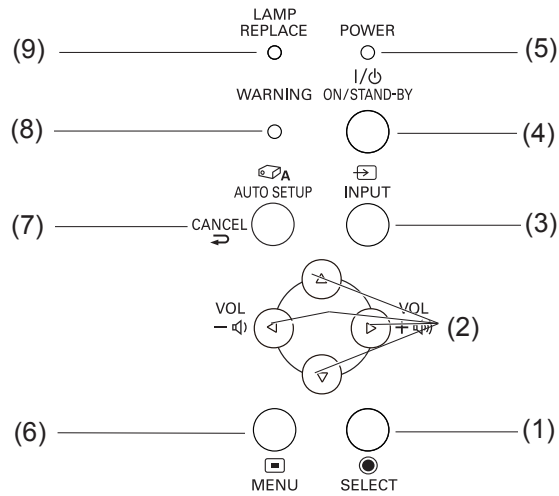 LAMP
REPLACE
POWER
(9)
(5)
I/⏻
WARNING
ON/STAND-BY
(8)
(4)
A
AUTO SETUP
INPUT
(7)
CANCEL
(3)
VOL
VOL
−
+
(2)
(6)
(1)
MENU
SELECT